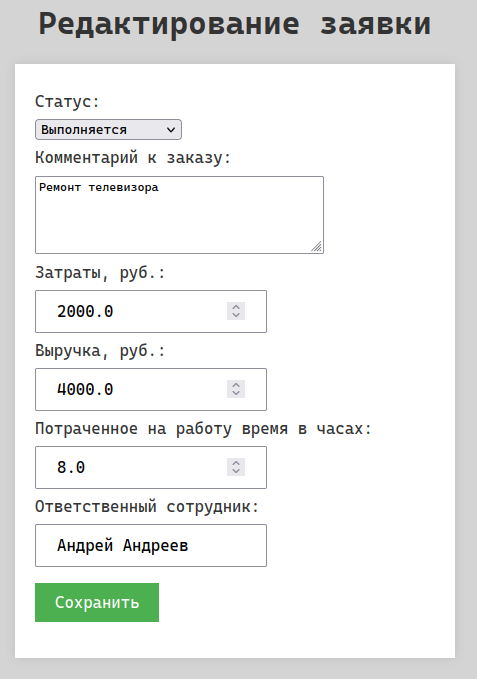 Редактирование заявки
Статус:
Выполняется
Комментарий к заказу:
Ремонт телевизора
Затраты, руб.:
2000.0
Выручка, руб.:
4000.0
Потраченное на работу время в часах:
8.0
Ответственный сотрудник:
Андрей Андреев
Сохранить